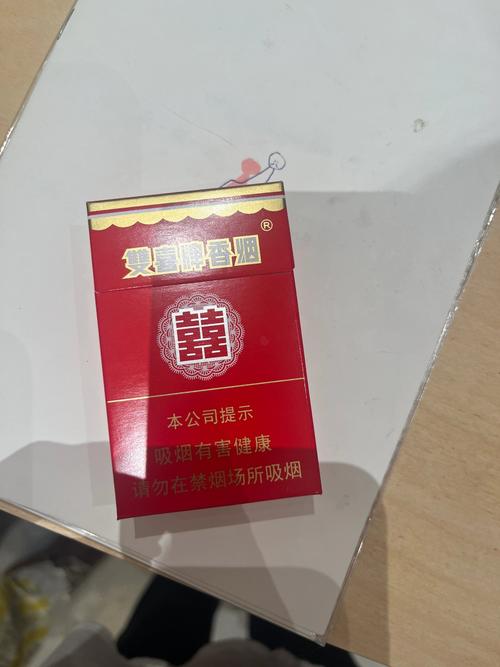 雙喜牌香烟®
囍
本公司提示
吸烟有害健康
请勿在禁烟场所吸烟